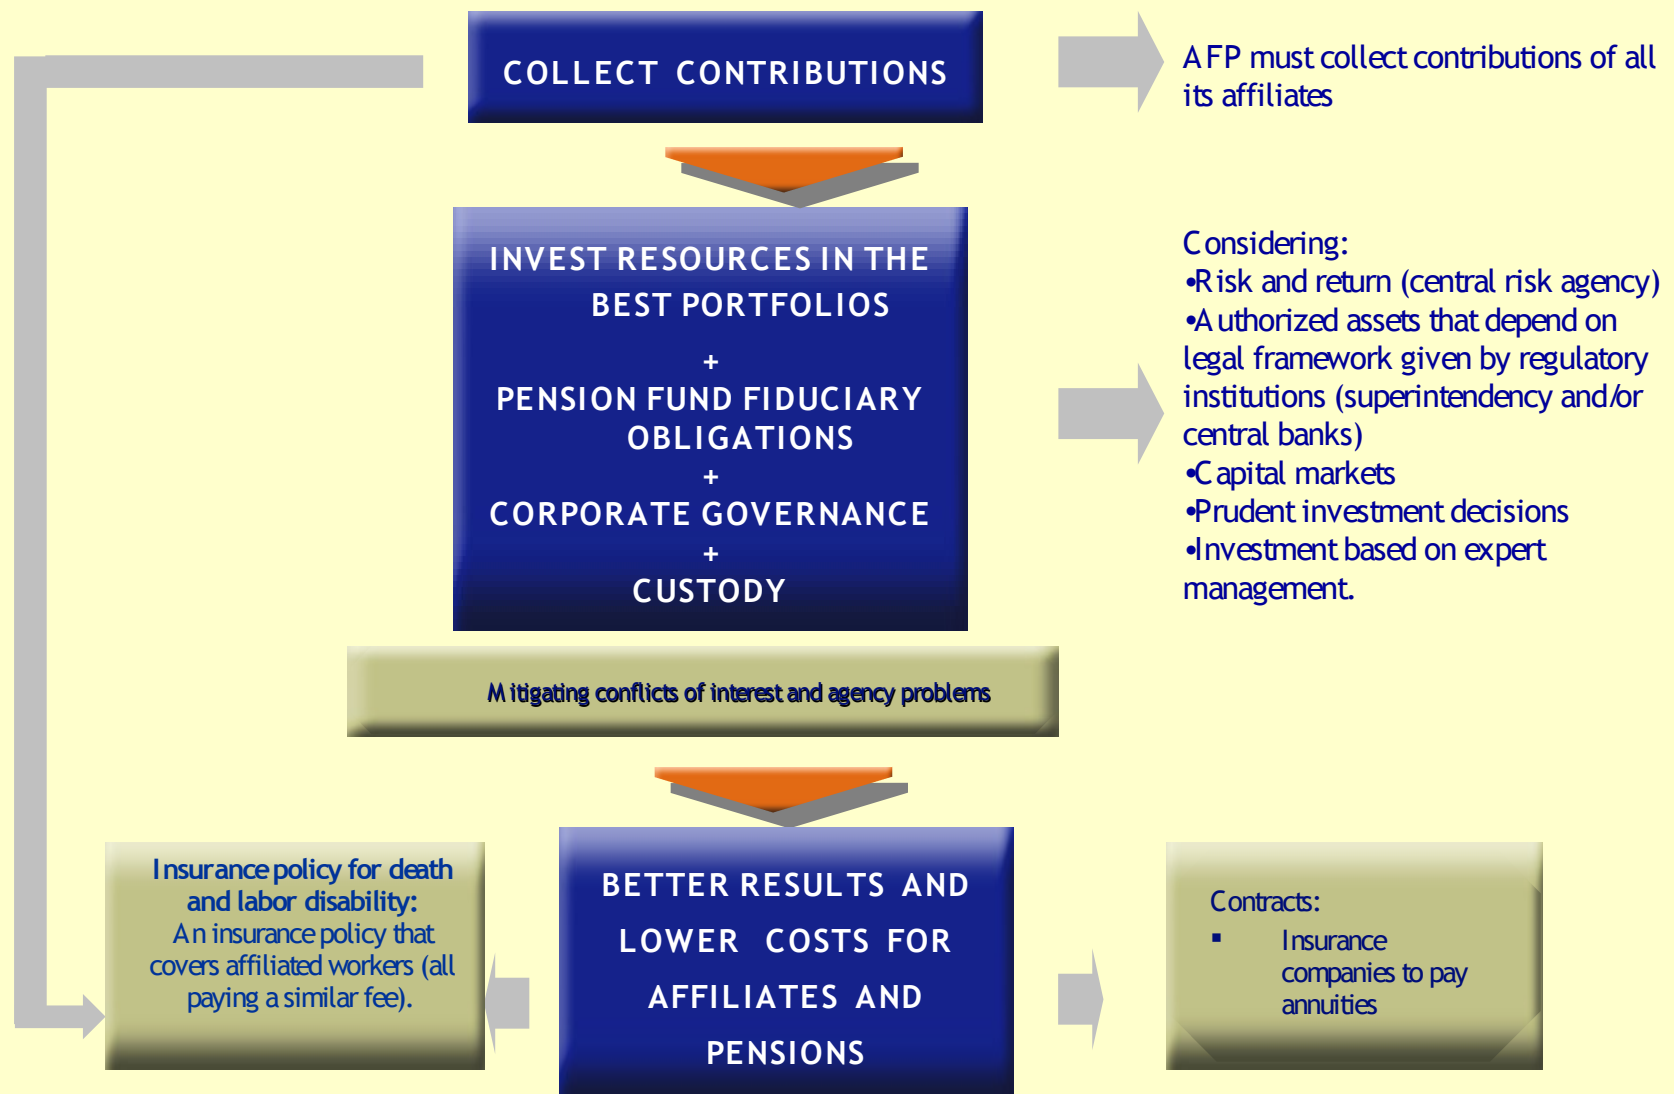 COLLECT CONTRIBUTIONS
AFP must collect contributions of all
its affiliates
INVEST RESOURCES IN THE
BEST PORTFOLIOS
+
PENSION FUND FIDUCIARY
OBLIGATIONS
+
CORPORATE GOVERNANCE
+
CUSTODY
Considering:
•Risk and return (central risk agency)
•Authorized assets that depend on
legal framework given by regulatory
institutions (superintendency and/or
central banks)
•Capital markets
•Prudent investment decisions
•Investment based on expert
management.
Mitigating conflicts of interest and agency problems
Insurance policy for death
and labor disability:
An insurance policy that
covers affiliated workers (all
paying a similar fee).
BETTER RESULTS AND
LOWER COSTS FOR
AFFILIATES AND
PENSIONS
Contracts:
▪ Insurance
companies to pay
annuities